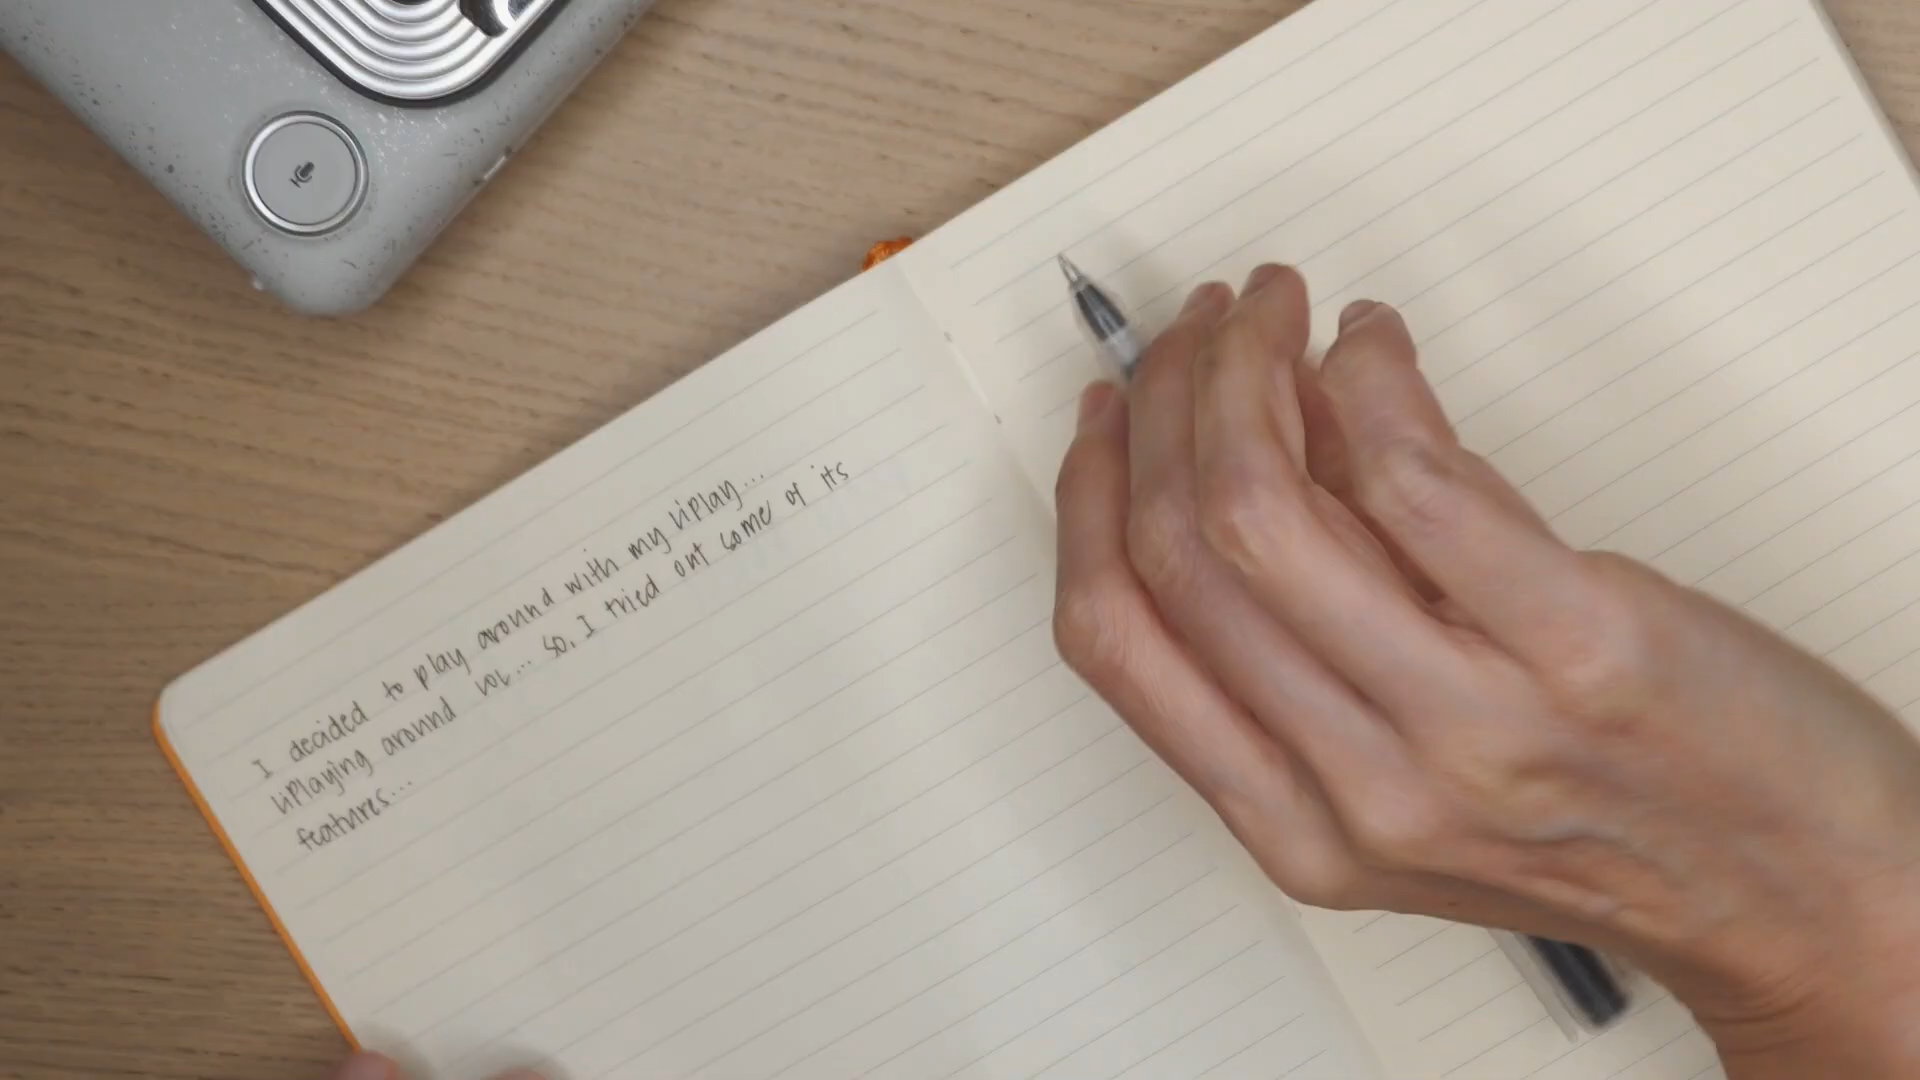 I decided to play around with my liplay...
liPlaying around LOL... So, I tried out some of its
features...